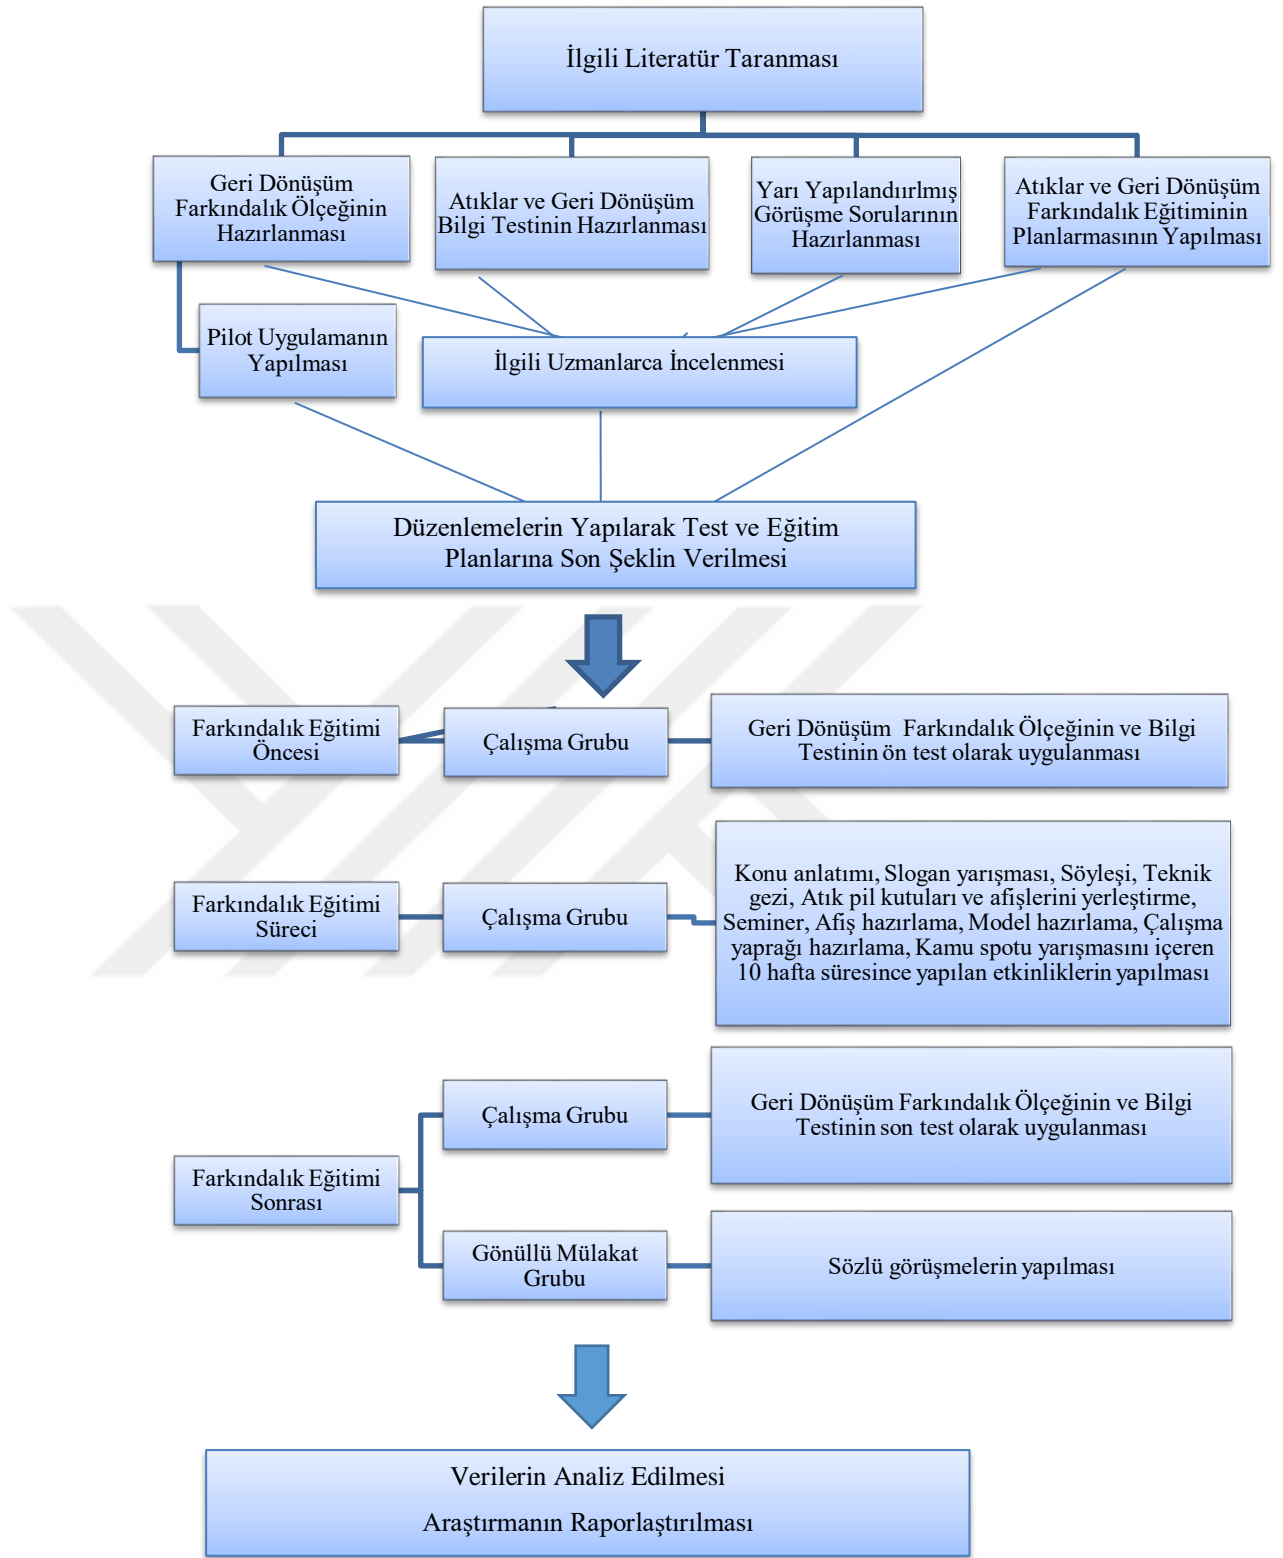 İlgili Literatür Taranması
Geri Dönüşüm
Farkındalık Ölçeğinin
Hazırlanması
Atıklar ve Geri Dönüşüm
Bilgi Testinin Hazırlanması
Yarı Yapılandıırlmış
Görüşme Sorularının
Hazırlanması
Atıklar ve Geri Dönüşüm
Farkındalık Eğitiminin
Planlarmasının Yapılması
Pilot Uygulamanın
Yapılması
İlgili Uzmanlarca İncelenmesi
Düzenlemelerin Yapılarak Test ve Eğitim
Planlarına Son Şeklin Verilmesi
Farkındalık Eğitimi
Öncesi
Çalışma Grubu
Geri Dönüşüm Farkındalık Ölçeğinin ve Bilgi
Testinin ön test olarak uygulanması
Farkındalık Eğitimi
Süreci
Çalışma Grubu
Konu anlatımı, Slogan yarışması, Söyleşi, Teknik
gezi, Atık pil kutuları ve afişlerini yerleştirme,
Seminer, Afiş hazırlama, Model hazırlama, Çalışma
yaprağı hazırlama, Kamu spotu yarışmasını içeren
10 hafta süresince yapılan etkinliklerin yapılması
Farkındalık Eğitimi
Sonrası
Çalışma Grubu
Geri Dönüşüm Farkındalık Ölçeğinin ve Bilgi
Testinin son test olarak uygulanması
Gönüllü Mülakat
Grubu
Sözlü görüşmelerin yapılması
Verilerin Analiz Edilmesi
Araştırmanın Raporlaştırılması